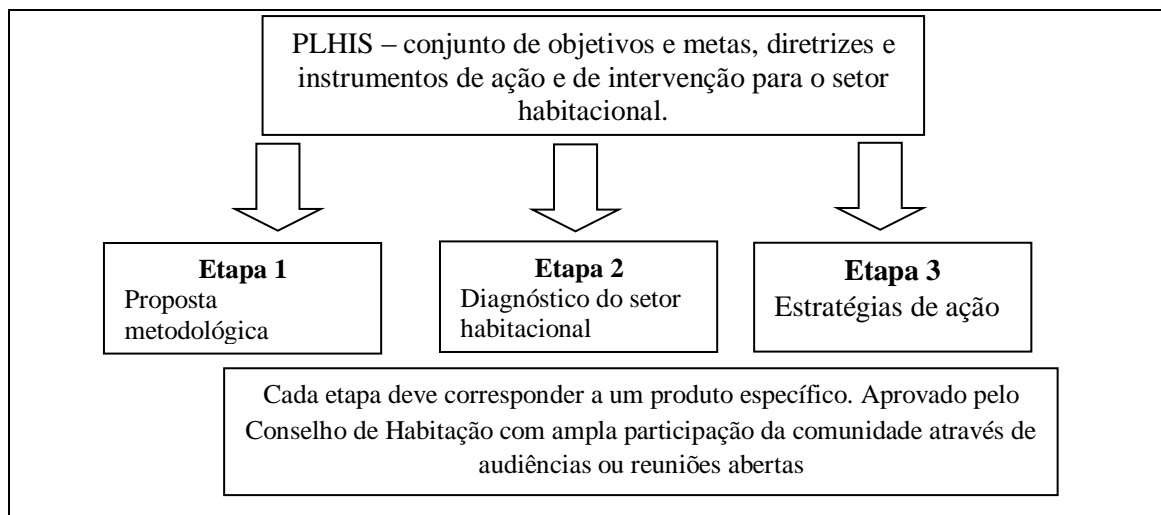 PLHIS – conjunto de objetivos e metas, diretrizes e
instrumentos de ação e de intervenção para o setor
habitacional.
Etapa 1
Proposta
metodológica
Etapa 2
Diagnóstico do setor
habitacional
Etapa 3
Estratégias de ação
Cada etapa deve corresponder a um produto específico. Aprovado pelo
Conselho de Habitação com ampla participação da comunidade através de
audiências ou reuniões abertas